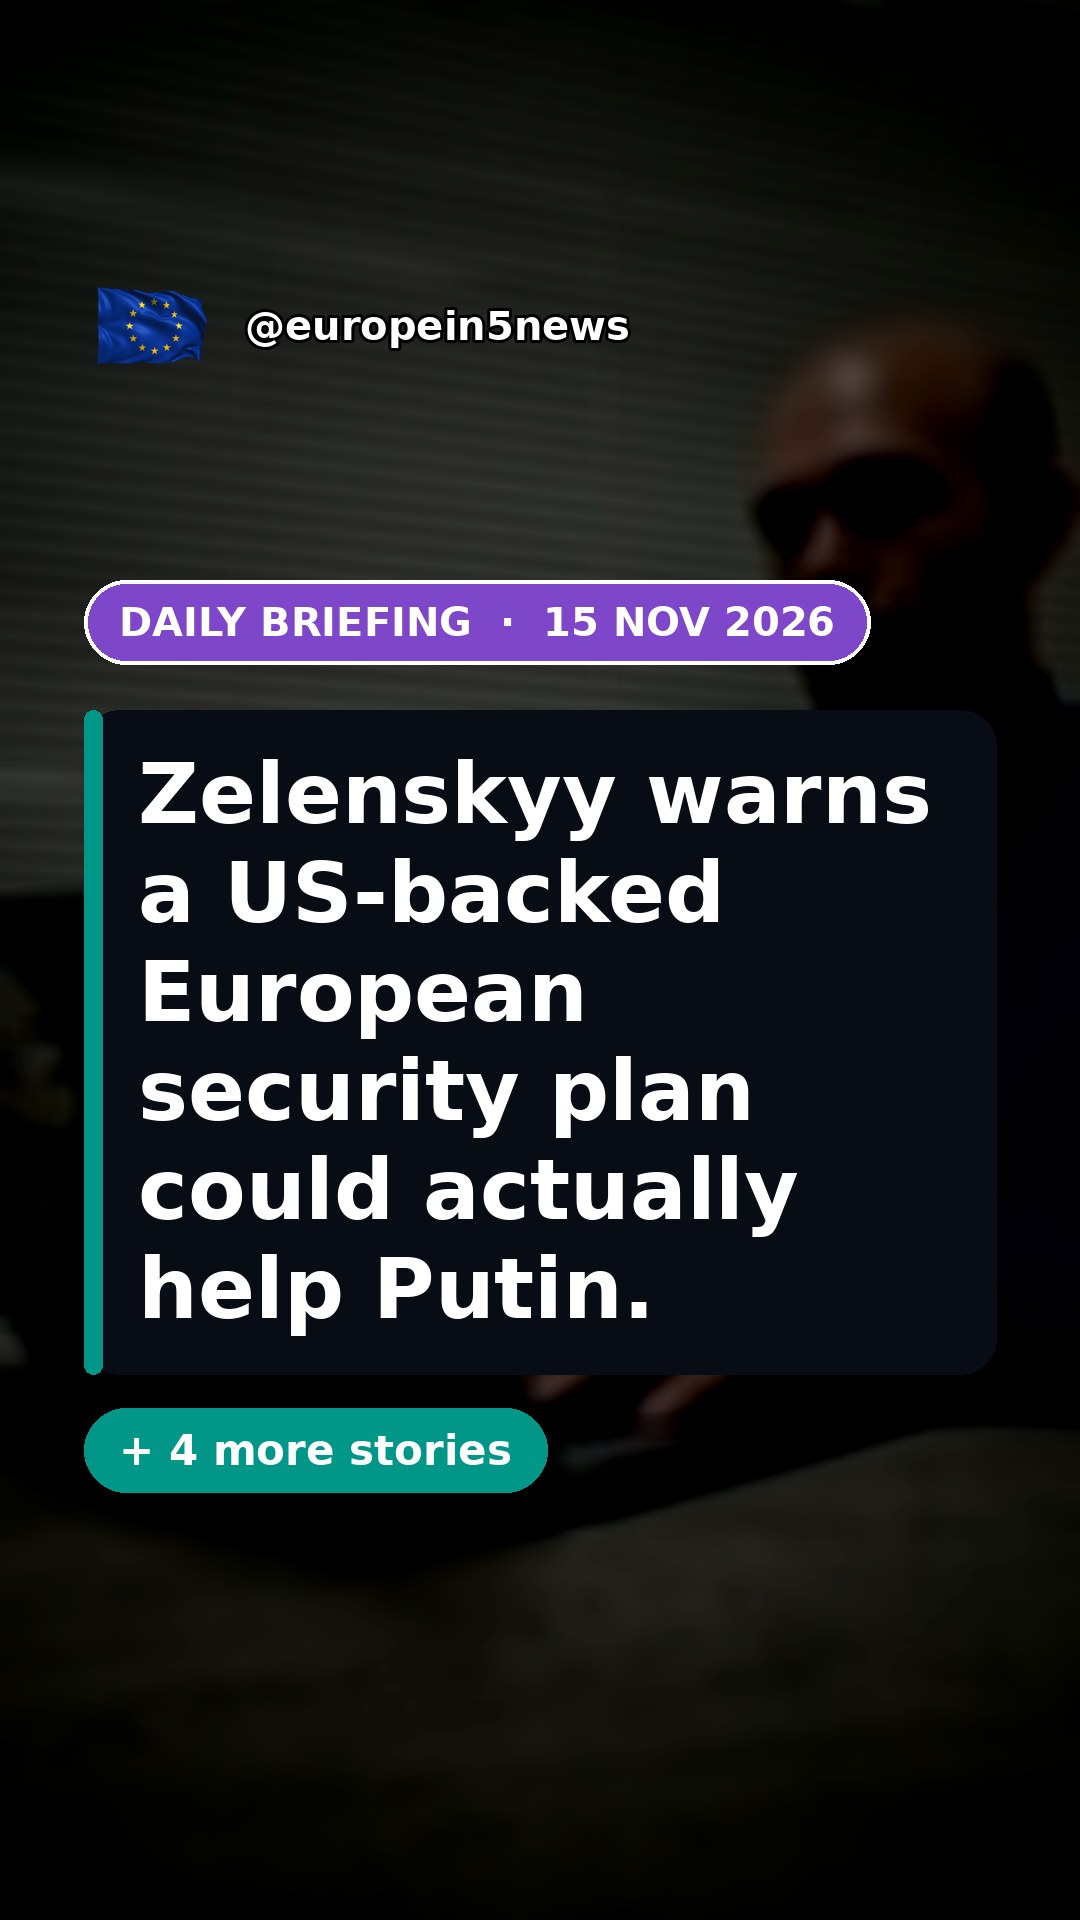 @europein5news
DAILY BRIEFING · 15 NOV 2026
Zelenskyy warns
a US-backed
European
security plan
could actually
help Putin.
+ 4 more stories